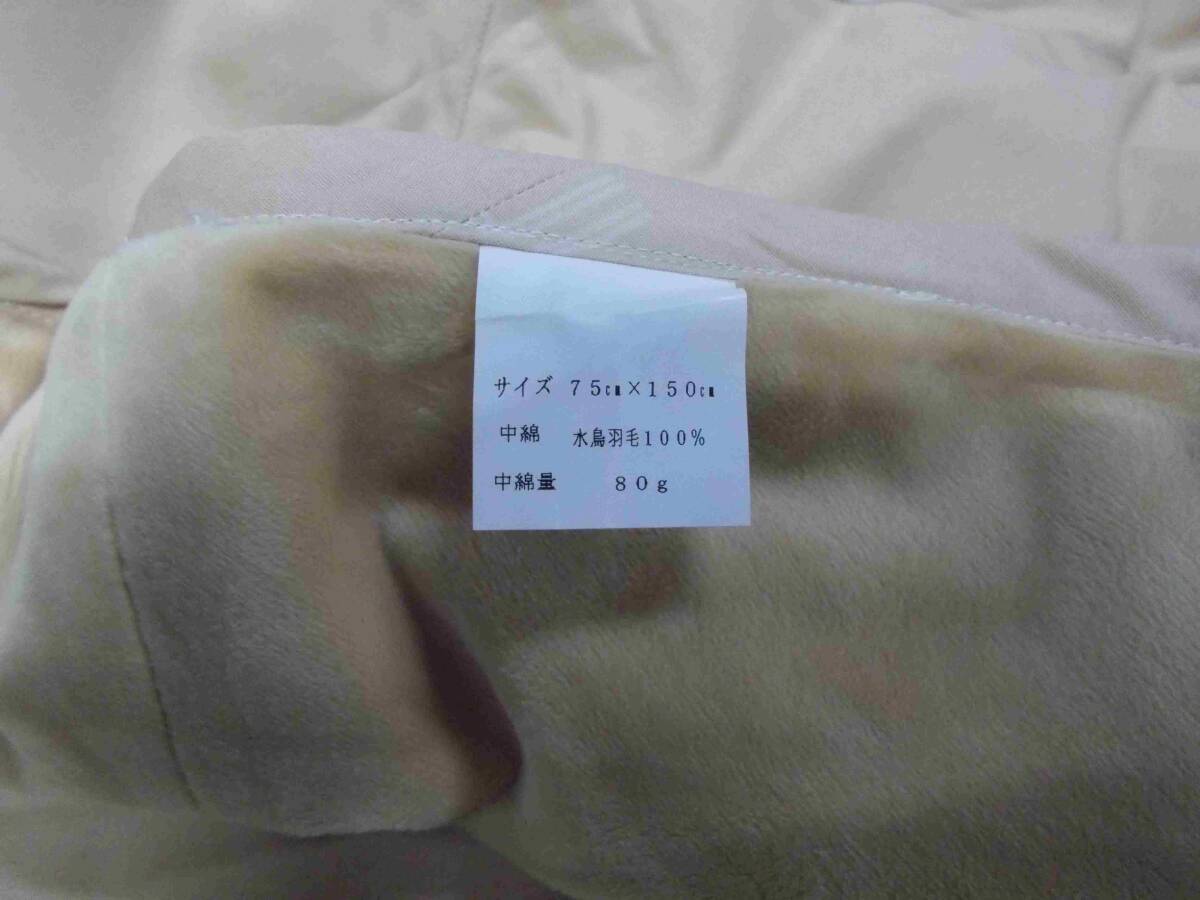 サイズ 75㎝×150㎝
中綿 水鳥羽毛100%
中綿量 80g